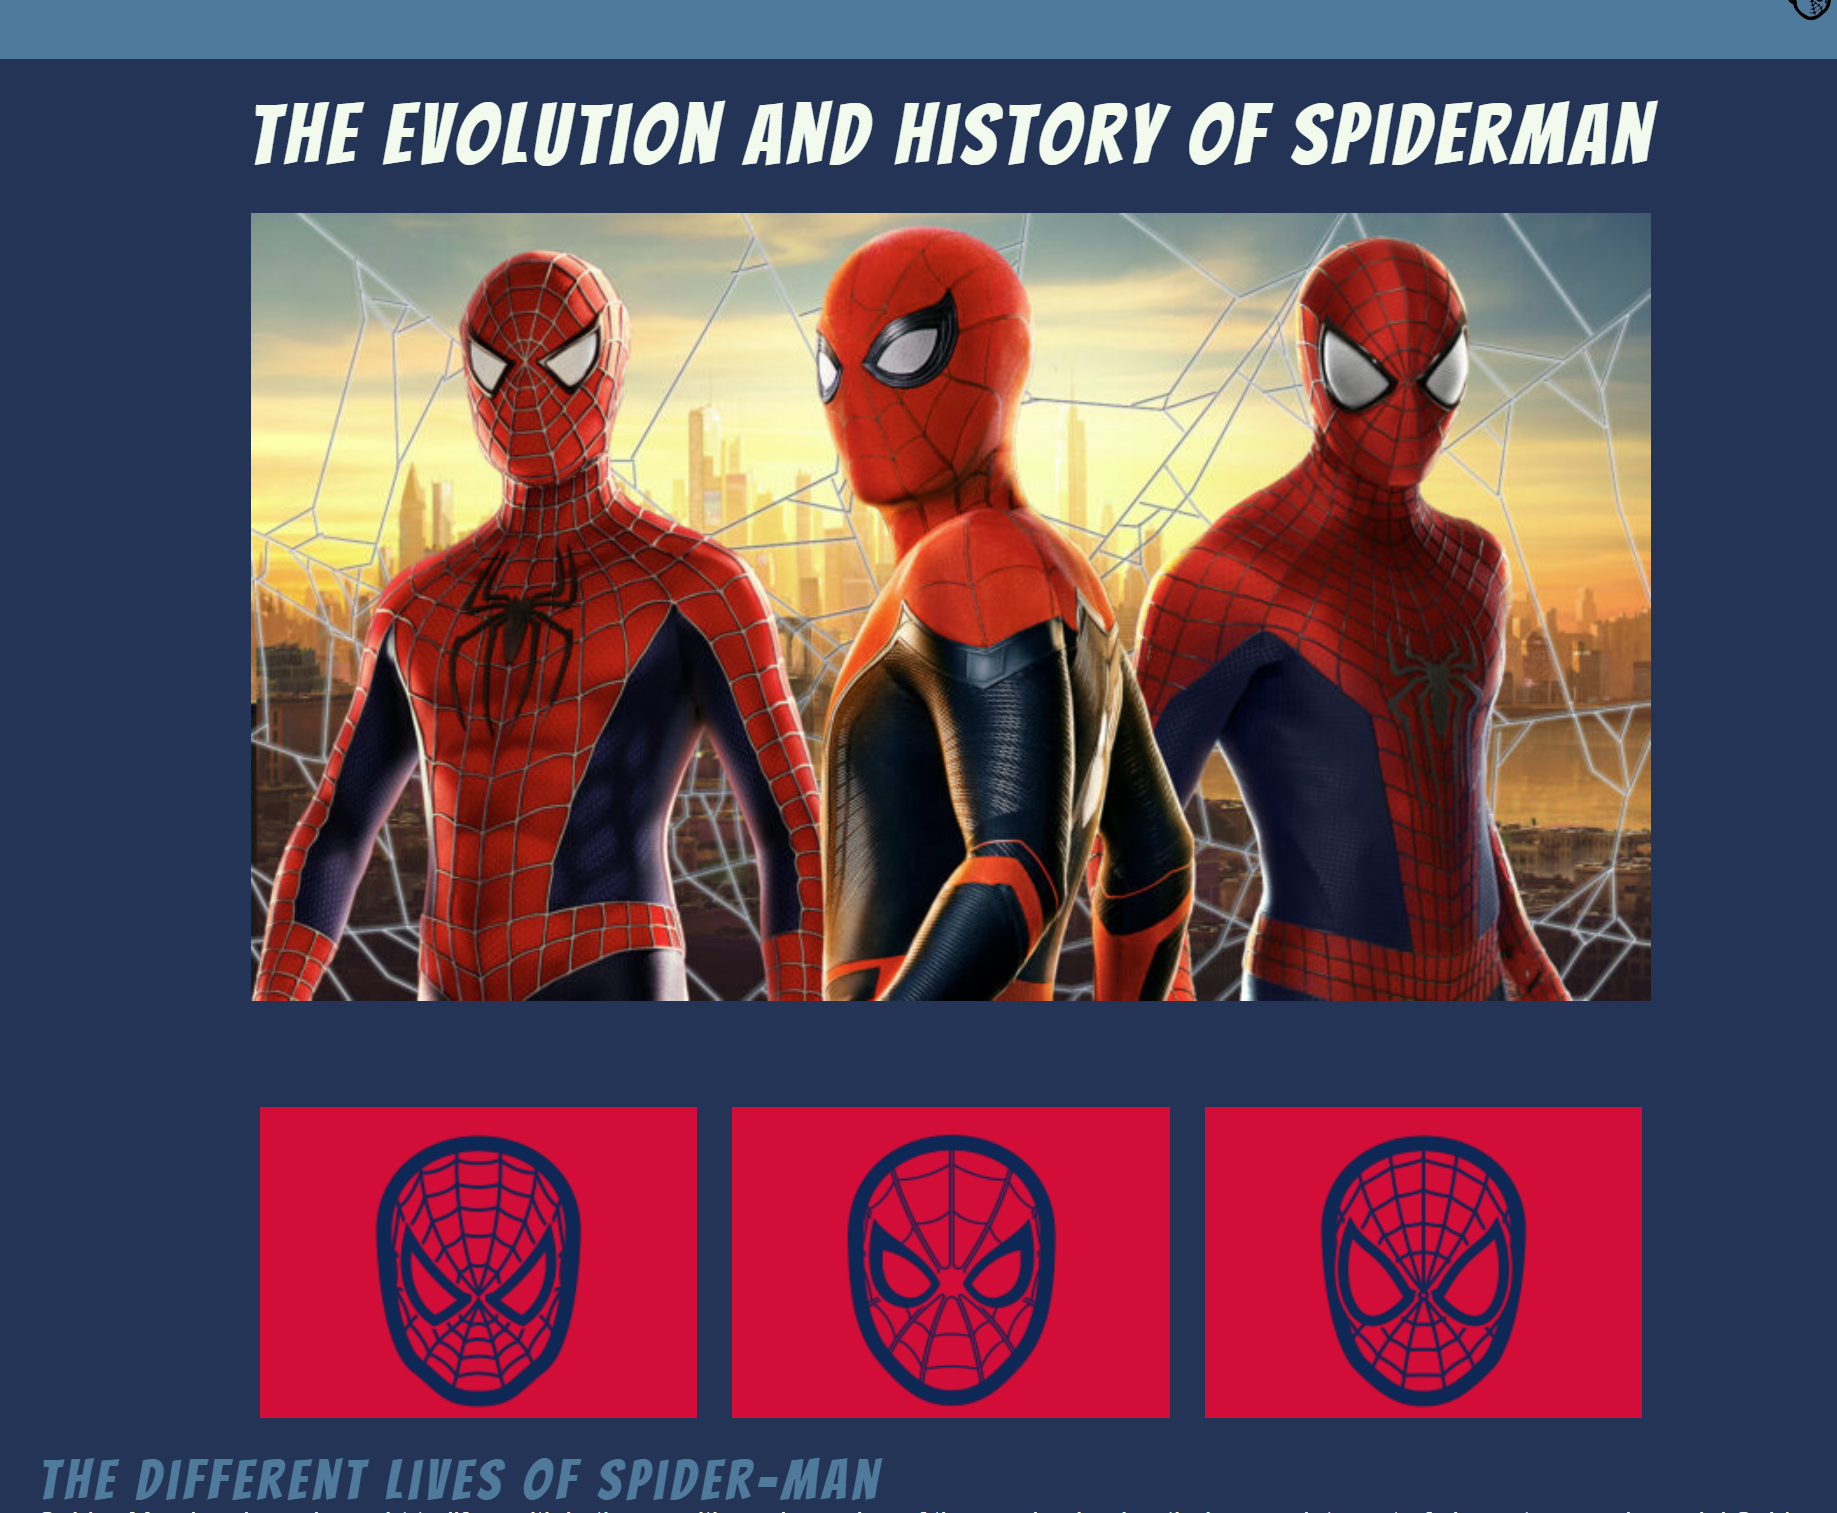 THE EVOLUTION AND HISTORY OF SPIDERMAN
THE DIFFERENT LIVES OF SPIDER-MAN